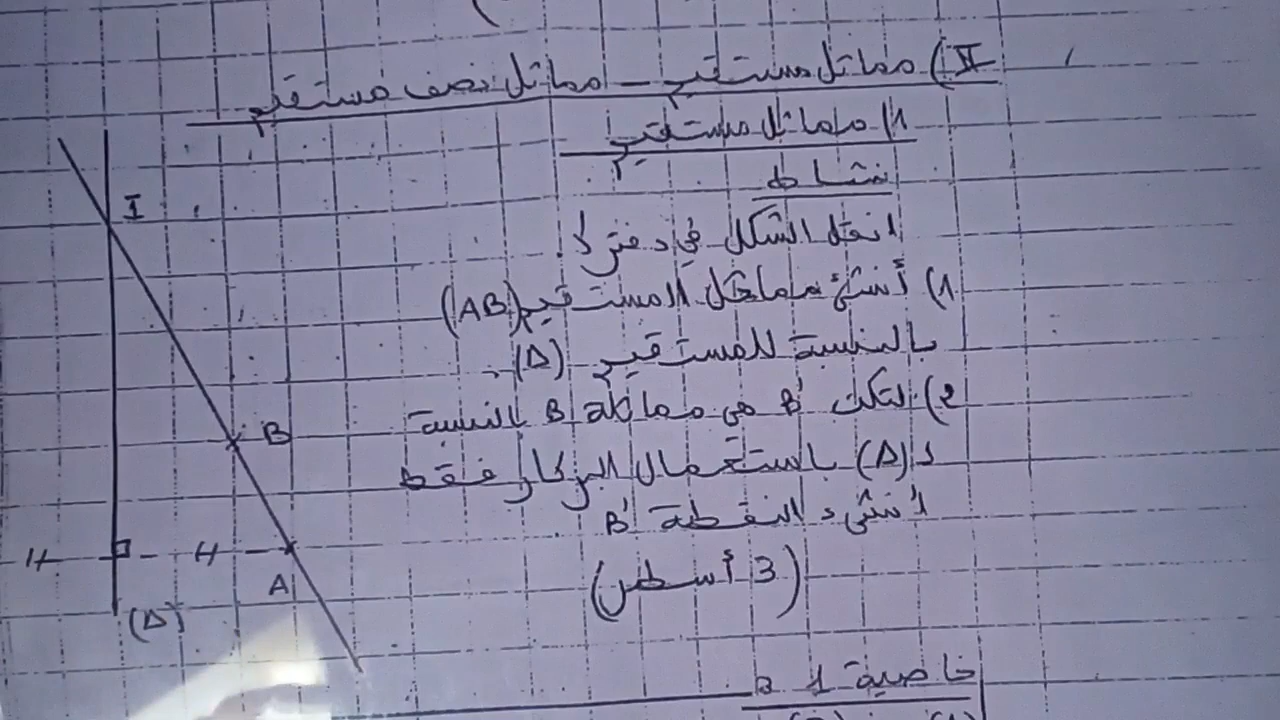 II) مماثل مستقيم - مماثل نصف مستقيم
1) مماثل مستقيم
نشاط
انقل الشكل في دفترك
1) أنشئ مماثل المستقيم (AB)
بالنسبة للمستقيم (Δ).
2) لتكن B' هي مماثلة B بالنسبة
لـ (Δ) باستعمال البركار فقط
أنشىء النقطة B'
(3 أسطر)
خاصية 1
I
B
H H
A
(Δ)